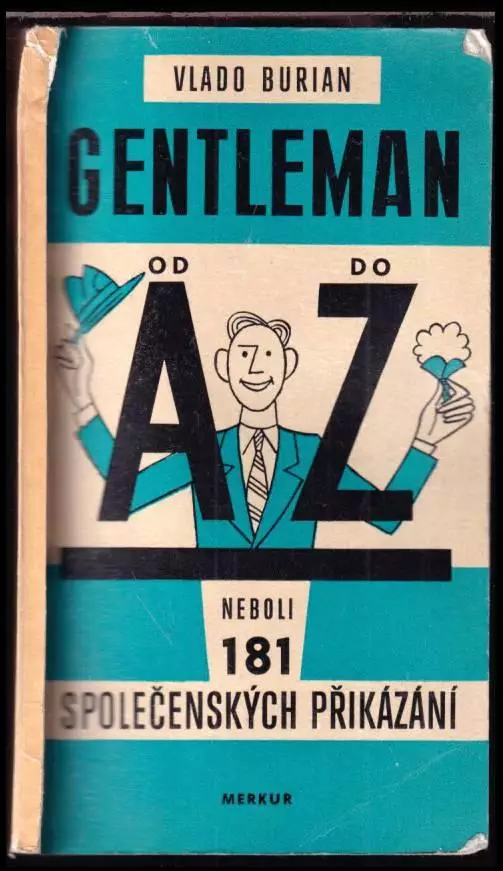 VLADO BURIAN
GENTLEMAN
OD DO
A Z
NEBOLI
181
SPOLEČENSKÝCH PŘIKÁZÁNÍ
MERKUR